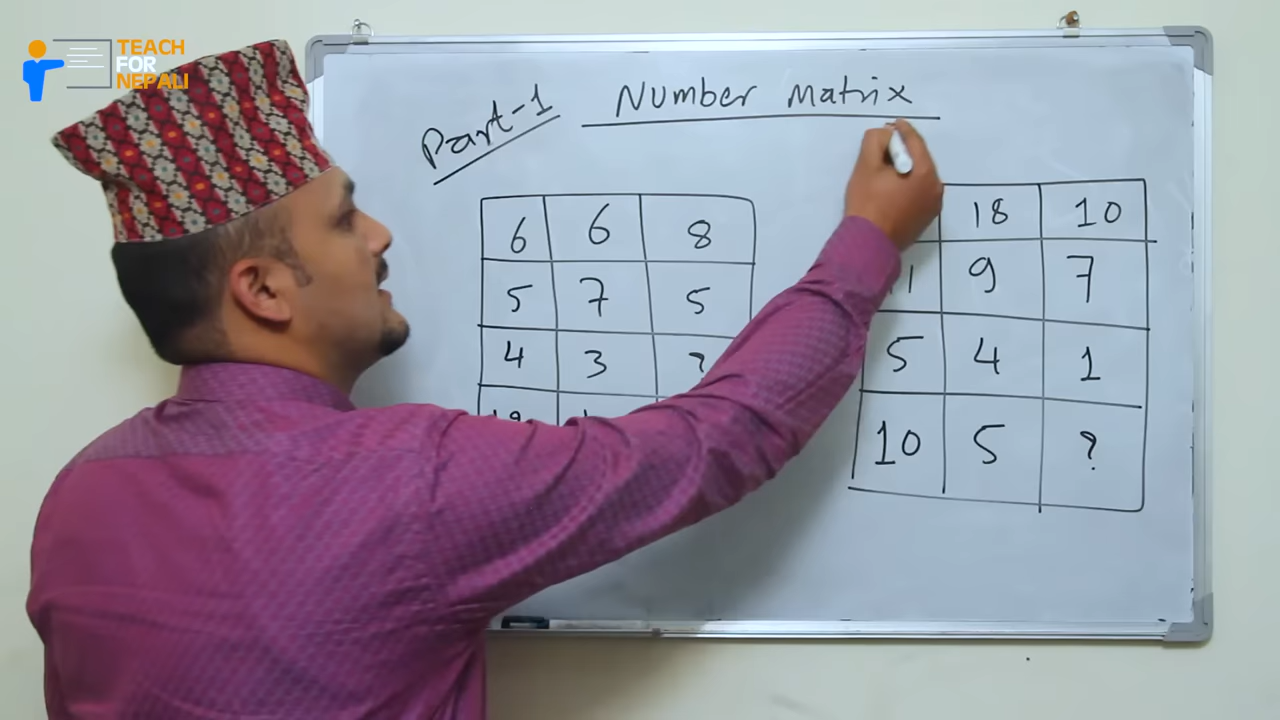 TEACH
FOR
NEPALI
Part-1 Number Matrix
6 6 8
5 7 5
4 3 ?
18 10
9 7
5 4 1
10 5 ?